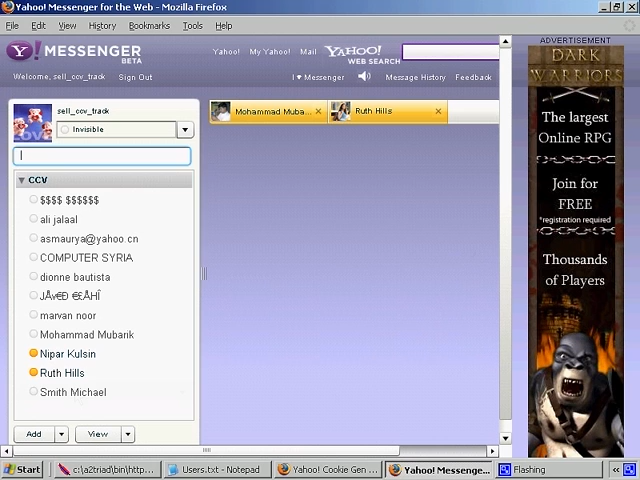 Yahoo! Messenger for the Web - Mozilla Firefox
File Edit View History Bookmarks Tools Help
Y! MESSENGER BETA
Yahoo! My Yahoo! Mail YAHOO! WEB SEARCH
Welcome, sell_ccv_track Sign Out
I ♥ Messenger Message History Feedback
sell_ccv_track
Invisible
Mohammad Muba... × Ruth Hills ×
CCV
$$$$ $$$$$$
ali jalaal
asmaurya@yahoo.cn
COMPUTER SYRIA
dionne bautista
marvan noor
Mohammad Mubarik
Nipar Kulsin
Ruth Hills
Smith Michael
Add View
ADVERTISEMENT
DARK
WARRIORS
The largest
Online RPG
Join for
FREE
*registration required
Thousands
of Players
Start c:\a2triad\bin\http... Users.txt - Notepad Yahoo! Cookie Gen ... Yahoo! Messenge... Flashing «